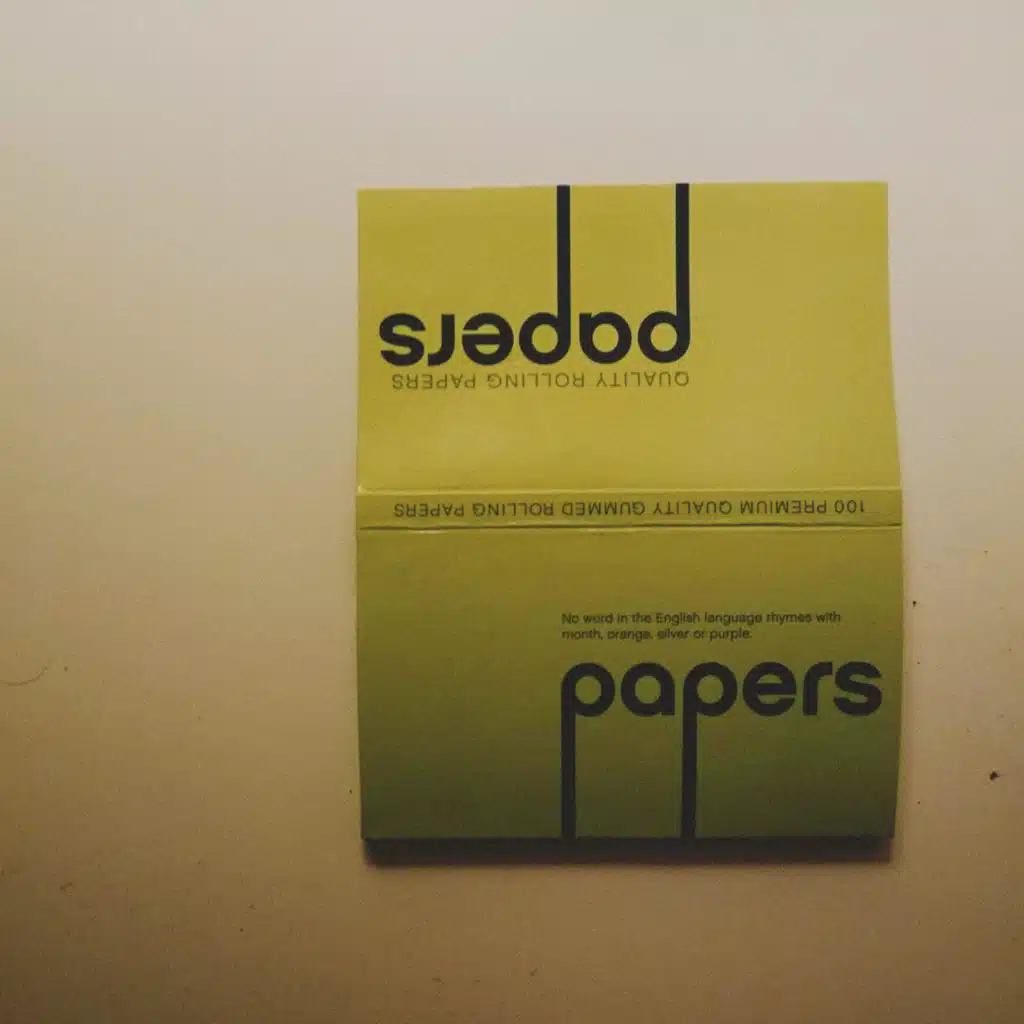 papers
QUALITY ROLLING PAPERS
100 PREMIUM QUALITY GUMMED ROLLING PAPERS
No word in the English language rhymes with
month, orange, silver or purple.
papers